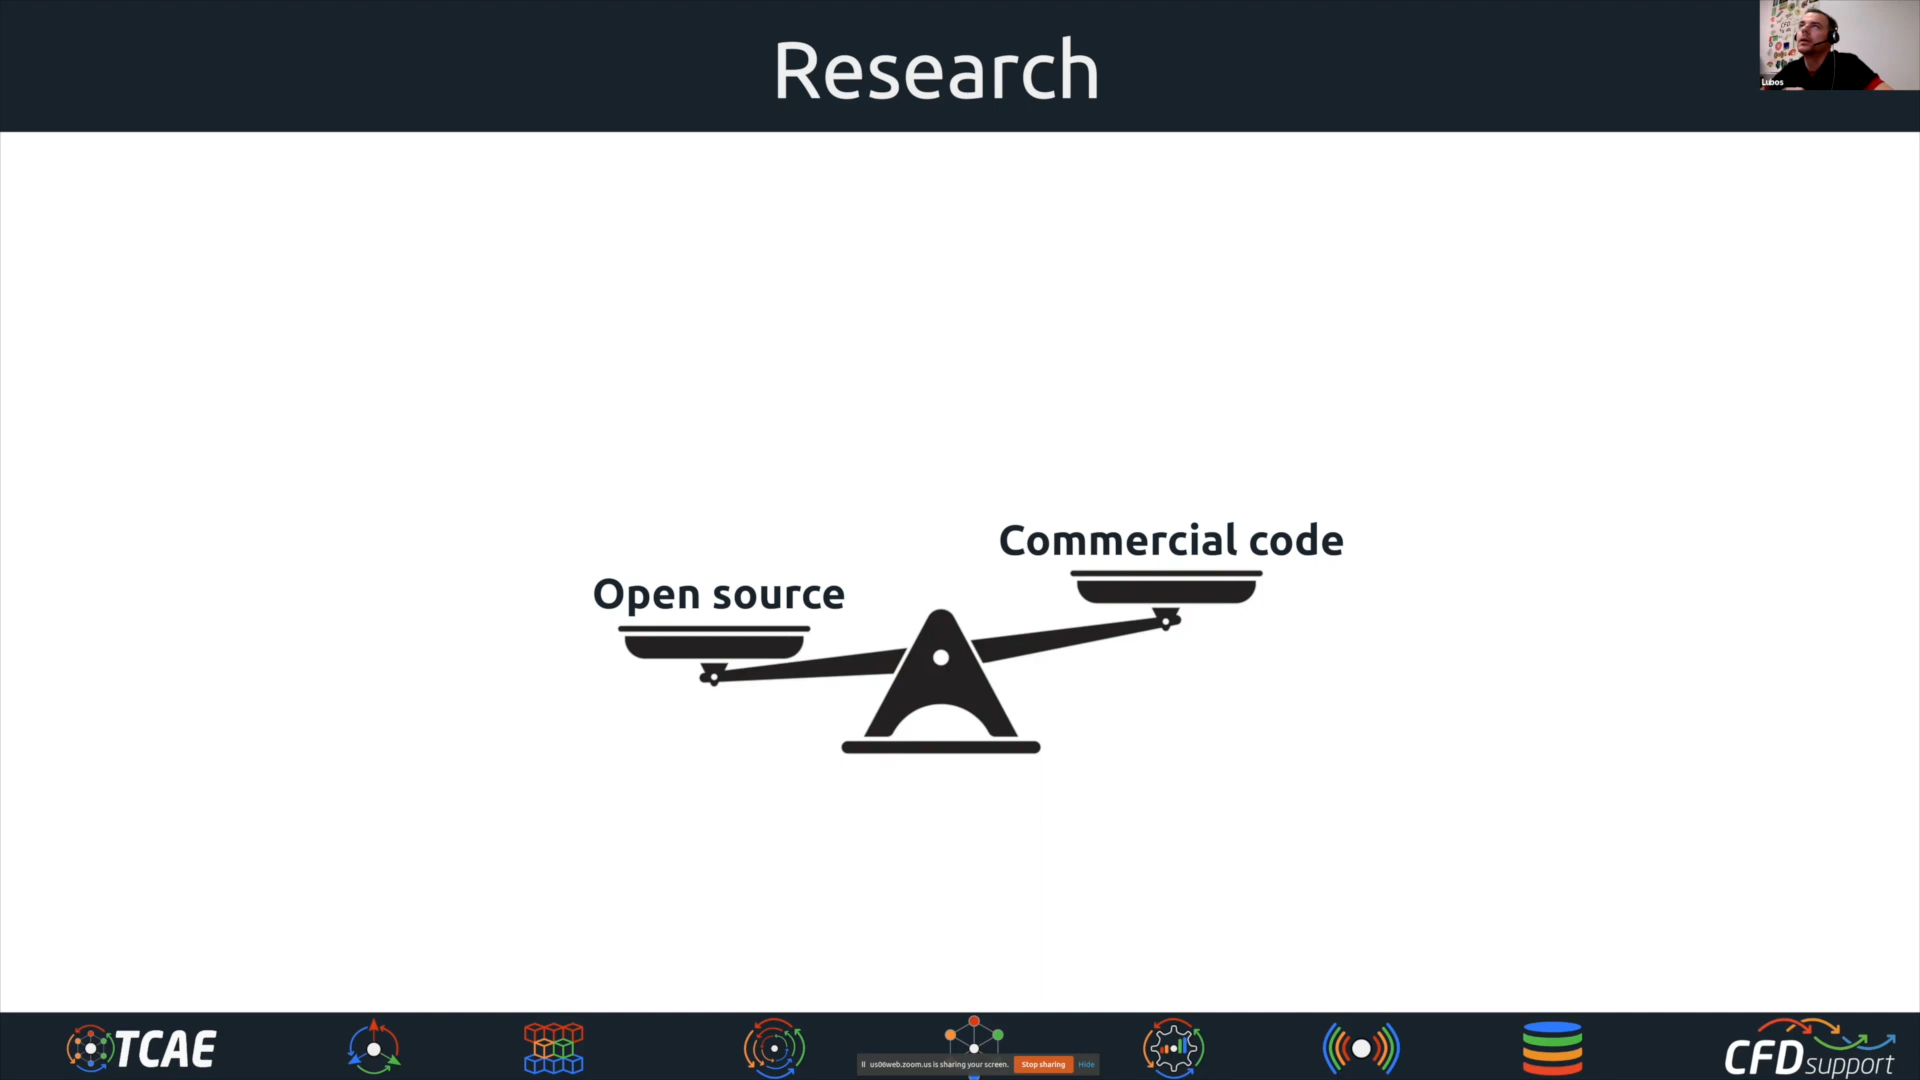 Research
Lubos
Commercial code
Open source
TCAE
us06web.zoom.us is sharing your screen.
Stop sharing
Hide
CFD support